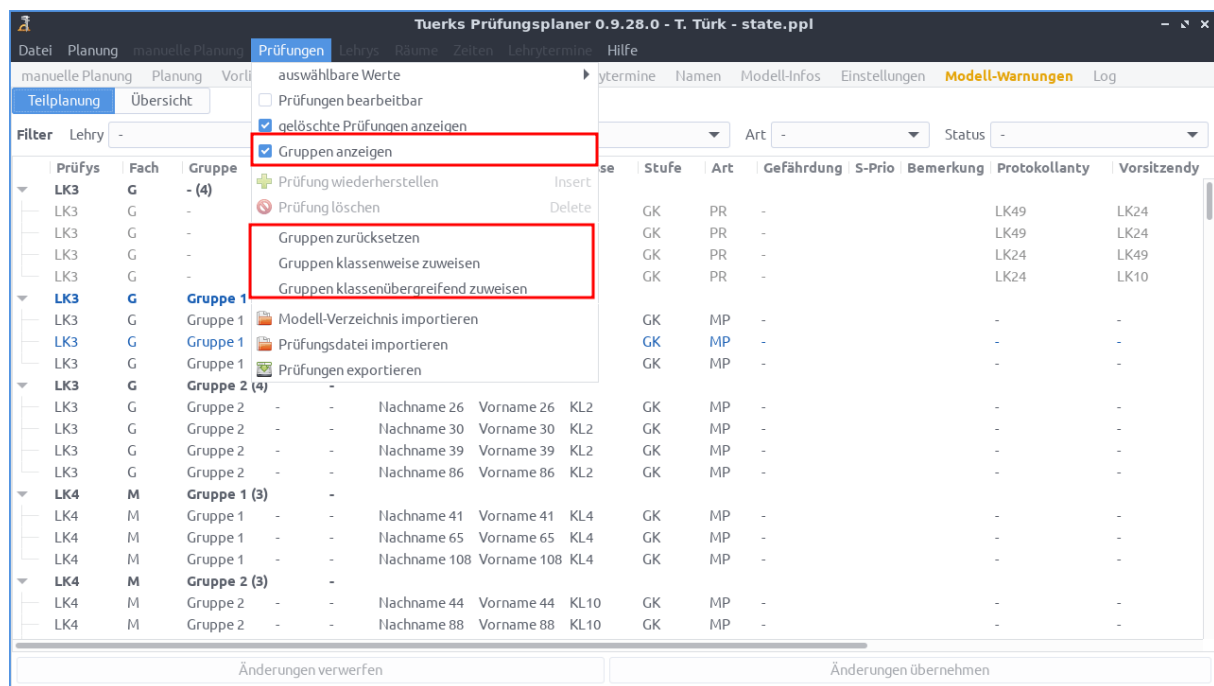 Tuerks Prüfungsplaner 0.9.28.0 - T. Türk - state.ppl
Datei Planung manuelle Planung Prüfungen Lehrys Räume Zeiten Lehrytermine Hilfe
manuelle Planung Planung Vorli ytermine Namen Modell-Infos Einstellungen Modell-Warnungen Log
Teilplanung Übersicht
Filter Lehry - Art - Status -
auswählbare Werte
Prüfungen bearbeitbar
gelöschte Prüfungen anzeigen
Gruppen anzeigen
Prüfung wiederherstellen Insert
Prüfung löschen Delete
Gruppen zurücksetzen
Gruppen klassenweise zuweisen
Gruppen klassenübergreifend zuweisen
Modell-Verzeichnis importieren
Prüfungsdatei importieren
Prüfungen exportieren
Prüfys Fach Gruppe se Stufe Art Gefährdung S-Prio Bemerkung Protokollanty Vorsitzendy
LK3 G - (4)
LK3 G - GK PR - LK49 LK24
LK3 G - GK PR - LK49 LK24
LK3 G - GK PR - LK24 LK49
LK3 G - GK PR - LK24 LK10
LK3 G Gruppe 1
LK3 G Gruppe 1 GK MP - - -
LK3 G Gruppe 1 GK MP - - -
LK3 G Gruppe 1 GK MP - - -
LK3 G Gruppe 2 (4) -
LK3 G Gruppe 2 - - Nachname 26 Vorname 26 KL2 GK MP - - -
LK3 G Gruppe 2 - - Nachname 30 Vorname 30 KL2 GK MP - - -
LK3 G Gruppe 2 - - Nachname 39 Vorname 39 KL2 GK MP - - -
LK3 G Gruppe 2 - - Nachname 86 Vorname 86 KL2 GK MP - - -
LK4 M Gruppe 1 (3) -
LK4 M Gruppe 1 - - Nachname 41 Vorname 41 KL4 GK MP - - -
LK4 M Gruppe 1 - - Nachname 65 Vorname 65 KL4 GK MP - - -
LK4 M Gruppe 1 - - Nachname 108 Vorname 108 KL4 GK MP - - -
LK4 M Gruppe 2 (3) -
LK4 M Gruppe 2 - - Nachname 44 Vorname 44 KL10 GK MP - - -
LK4 M Gruppe 2 - - Nachname 88 Vorname 88 KL10 GK MP - - -
Änderungen verwerfen Änderungen übernehmen